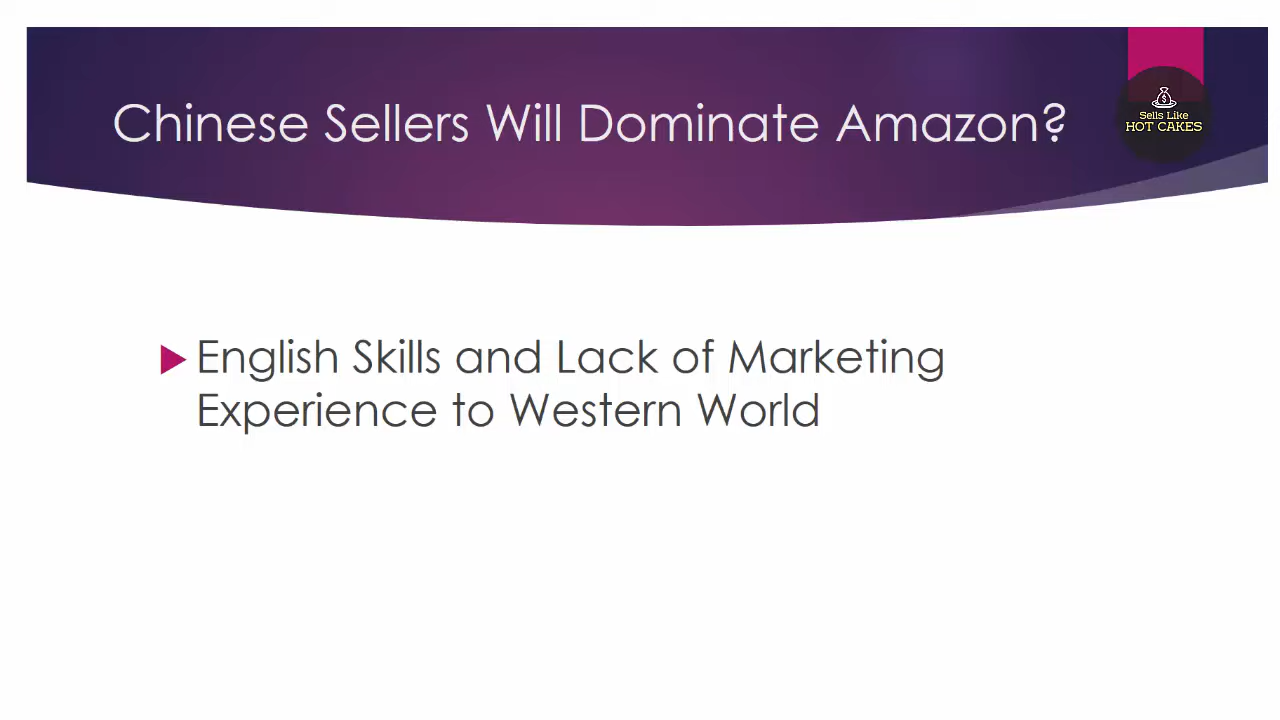 Chinese Sellers Will Dominate Amazon?
$
Sells Like
HOT CAKES
English Skills and Lack of Marketing
Experience to Western World